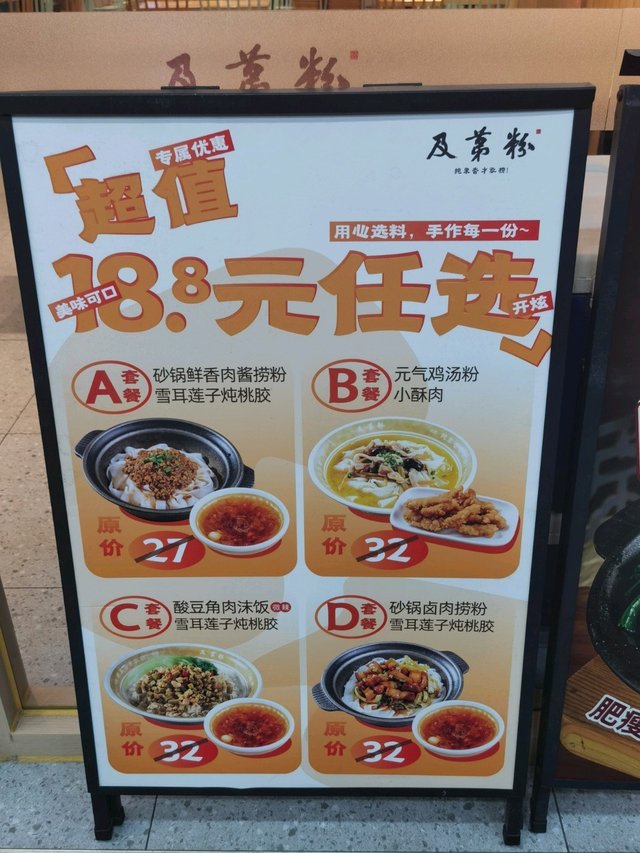 及第粉
及第粉
纯米香才敢捞!
专属优惠
超值
用心选料，手作每一份~
18.8元任选
美味可口
开炫
A套餐
砂锅鲜香肉酱捞粉
雪耳莲子炖桃胶
原价
27
B套餐
元气鸡汤粉
小酥肉
原价
32
C套餐
酸豆角肉沫饭 微辣
雪耳莲子炖桃胶
原价
32
D套餐
砂锅卤肉捞粉
雪耳莲子炖桃胶
原价
32
肥瘦